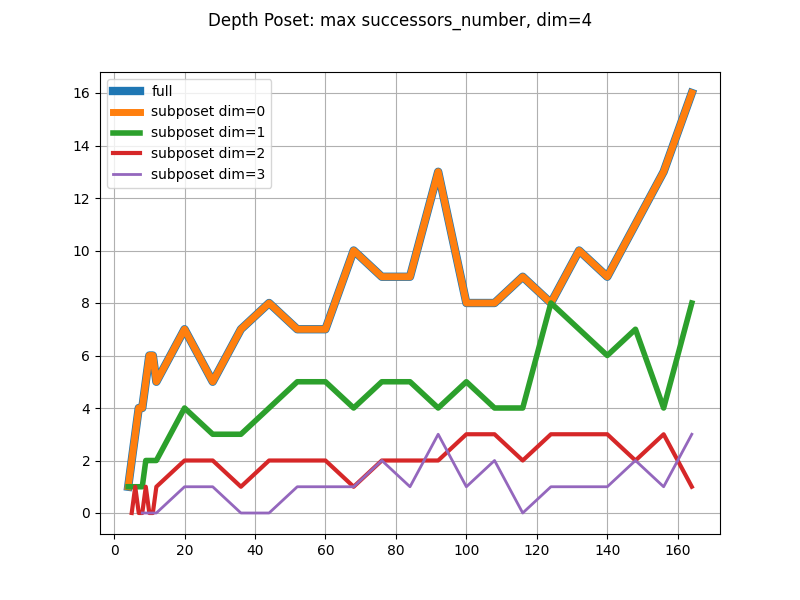 Depth Poset: max successors_number, dim=4
full
subposet dim=0
subposet dim=1
subposet dim=2
subposet dim=3
16
14
12
10
8
6
4
2
0
0 20 40 60 80 100 120 140 160